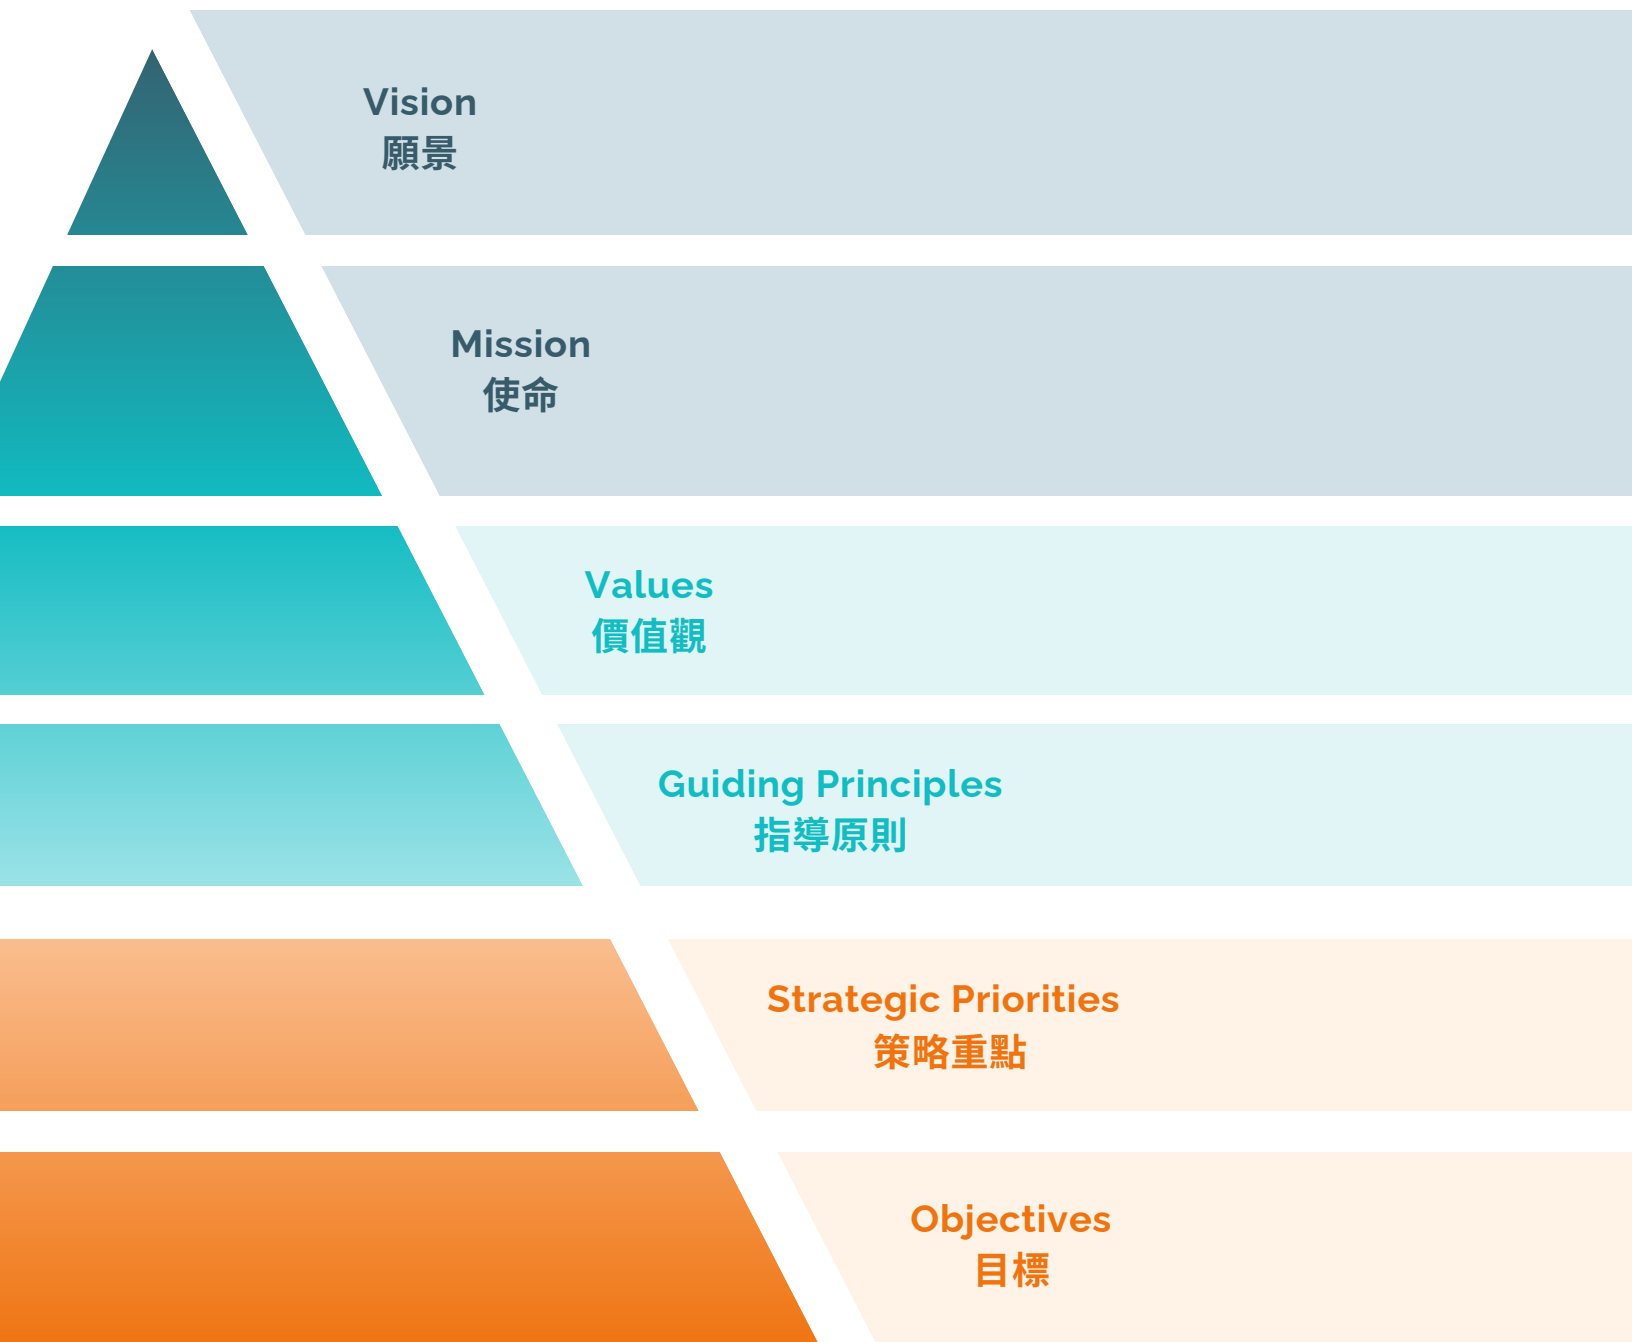 Vision
願景
Mission
使命
Values
價值觀
Guiding Principles
指導原則
Strategic Priorities
策略重點
Objectives
目標